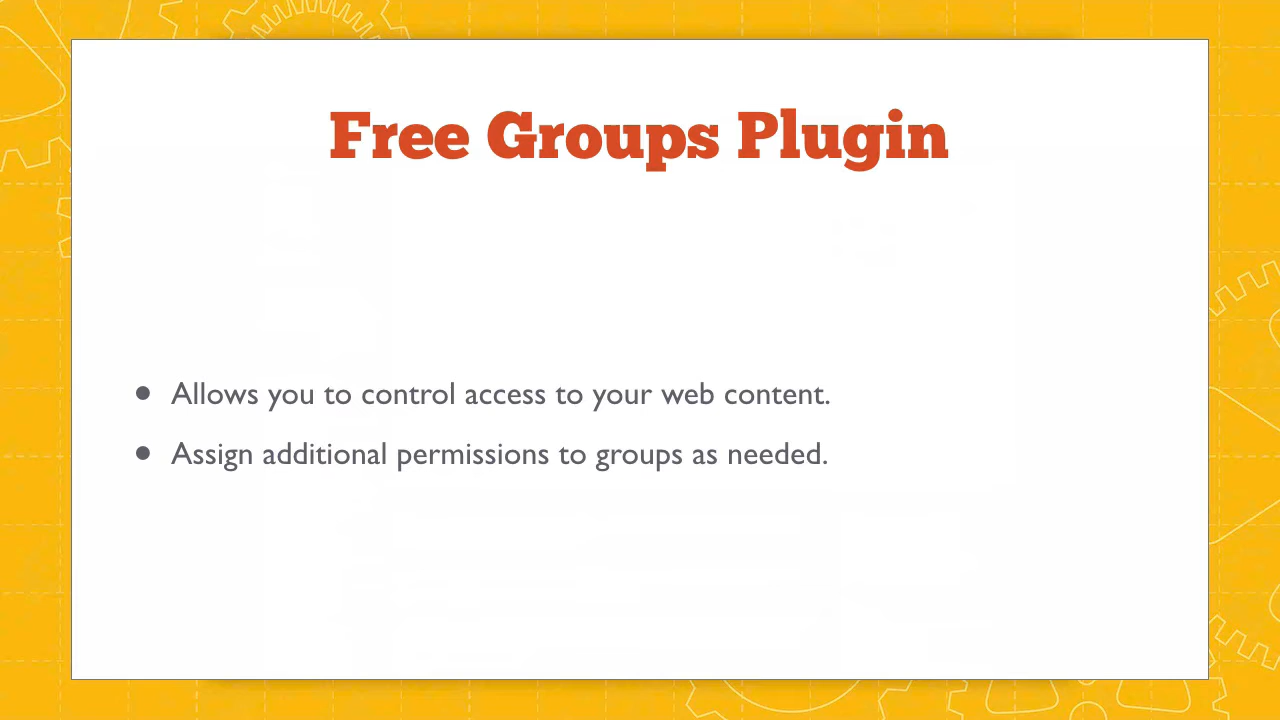 Free Groups Plugin
• Allows you to control access to your web content.
• Assign additional permissions to groups as needed.